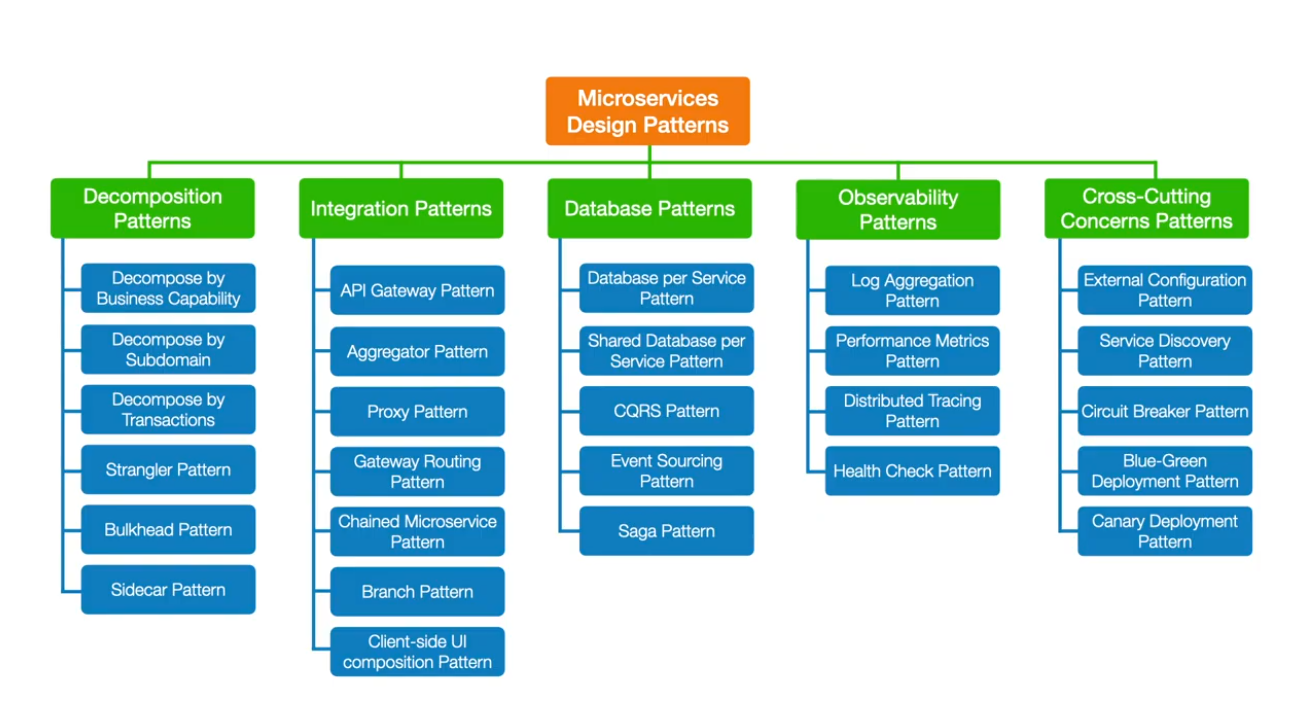 Microservices
Design Patterns
Decomposition
Patterns
Decompose by
Business Capability
Decompose by
Subdomain
Decompose by
Transactions
Strangler Pattern
Bulkhead Pattern
Sidecar Pattern
Integration Patterns
API Gateway Pattern
Aggregator Pattern
Proxy Pattern
Gateway Routing
Pattern
Chained Microservice
Pattern
Branch Pattern
Client-side UI
composition Pattern
Database Patterns
Database per Service
Pattern
Shared Database per
Service Pattern
CQRS Pattern
Event Sourcing
Pattern
Saga Pattern
Observability
Patterns
Log Aggregation
Pattern
Performance Metrics
Pattern
Distributed Tracing
Pattern
Health Check Pattern
Cross-Cutting
Concerns Patterns
External Configuration
Pattern
Service Discovery
Pattern
Circuit Breaker Pattern
Blue-Green
Deployment Pattern
Canary Deployment
Pattern